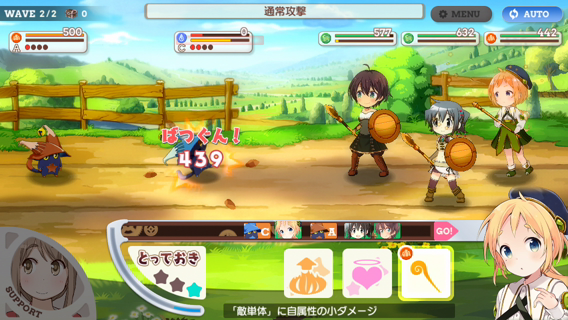 WAVE 2/2 0
通常攻撃
MENU
AUTO
500
A
0
C
577
632
442
ばつぐん!
439
C
A
GO!
とっておき
SUPPORT
「敵単体」に自属性の小ダメージ